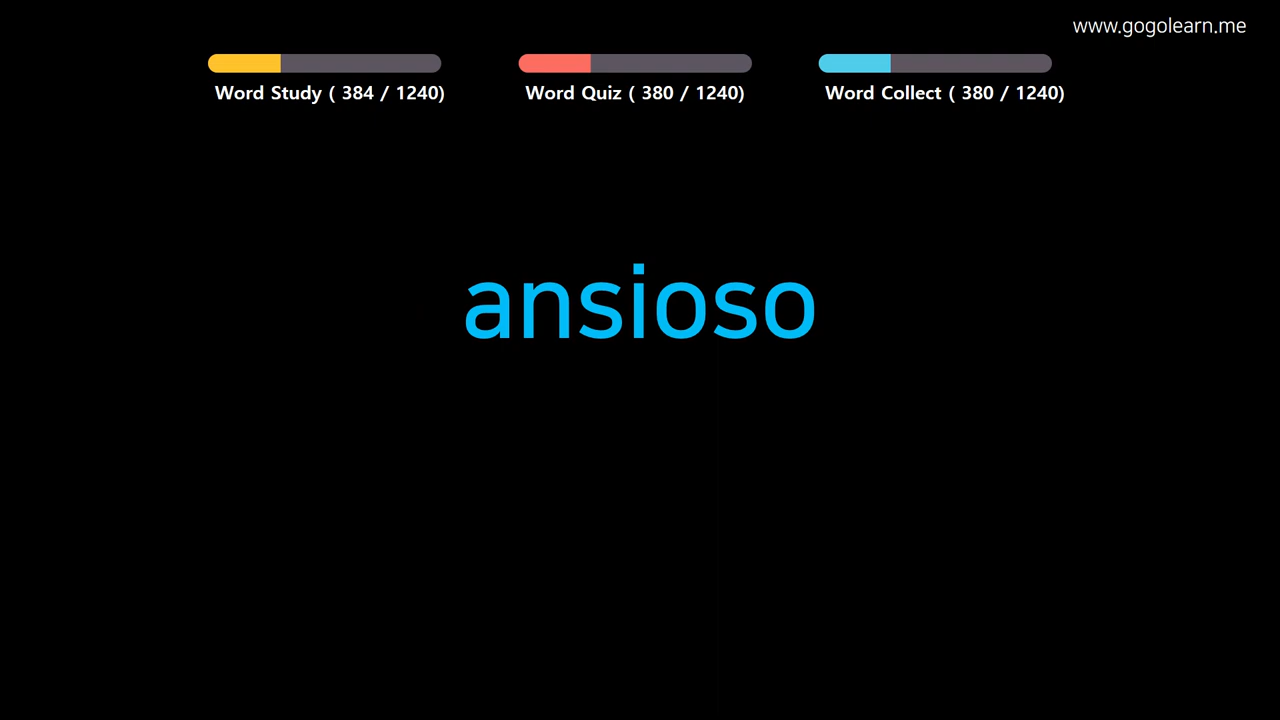 www.gogolearn.me
Word Study ( 384 / 1240)
Word Quiz ( 380 / 1240)
Word Collect ( 380 / 1240)
ansioso